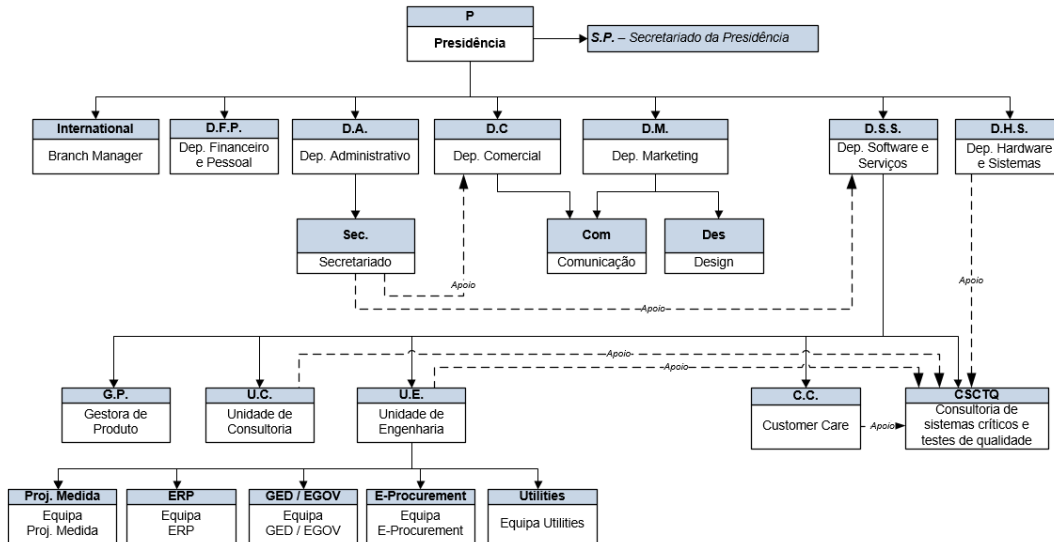 P
Presidência
S.P. – Secretariado da Presidência
International
Branch Manager
D.F.P.
Dep. Financeiro
e Pessoal
D.A.
Dep. Administrativo
D.C
Dep. Comercial
D.M.
Dep. Marketing
D.S.S.
Dep. Software e
Serviços
D.H.S.
Dep. Hardware
e Sistemas
Sec.
Secretariado
Com
Comunicação
Des
Design
Apoio
Apoio
Apoio
Apoio
Apoio
G.P.
Gestora de
Produto
U.C.
Unidade de
Consultoria
U.E.
Unidade de
Engenharia
C.C.
Customer Care
Apoio
CSCTQ
Consultoria de
sistemas críticos e
testes de qualidade
Proj. Medida
Equipa
Proj. Medida
ERP
Equipa
ERP
GED / EGOV
Equipa
GED / EGOV
E-Procurement
Equipa
E-Procurement
Utilities
Equipa Utilities